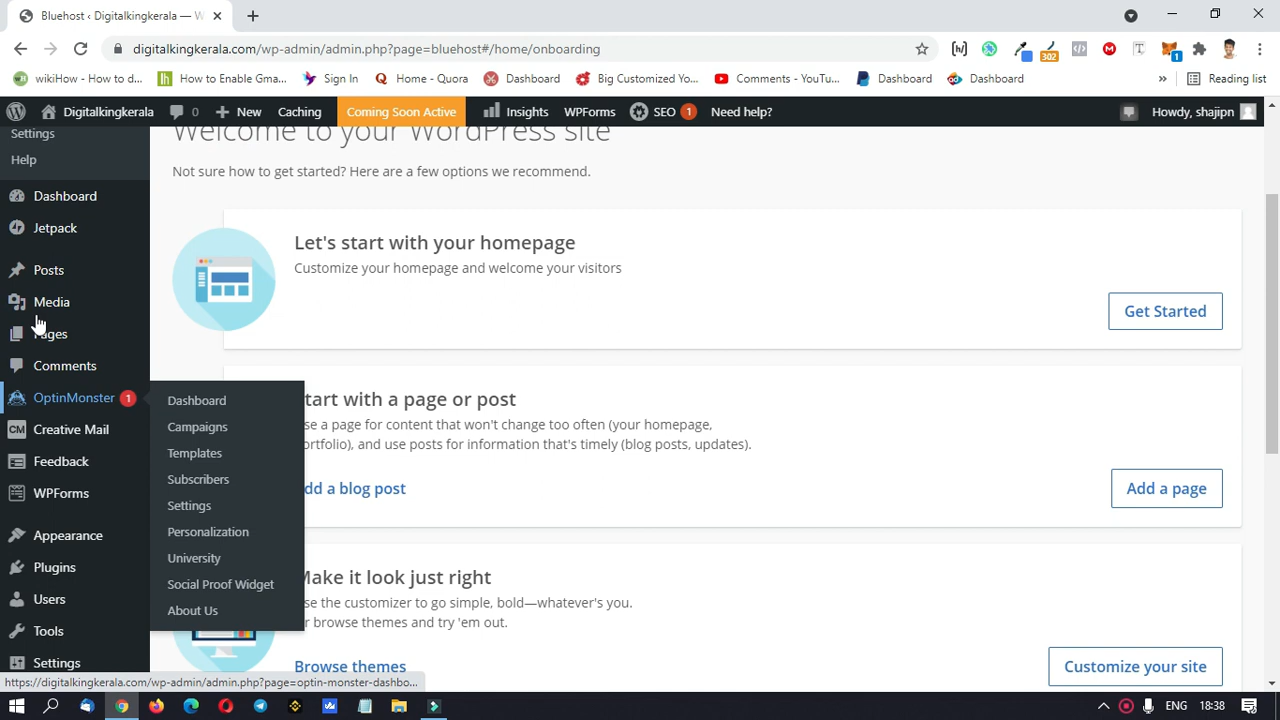 Bluehost ‹ Digitalkingkerala — W
digitalkingkerala.com/wp-admin/admin.php?page=bluehost#/home/onboarding
302
1
wikiHow - How to d...
How to Enable Gma...
Sign In
Home - Quora
Dashboard
Big Customized Yo...
Comments - YouTu...
Dashboard
Dashboard
»
Reading list
Digitalkingkerala
0
New
Caching
Coming Soon Active
Insights
WPForms
SEO 1
Need help?
Howdy, shajipn
Settings
Help
Dashboard
Jetpack
Posts
Media
Pages
Comments
OptinMonster 1
CM Creative Mail
Feedback
WPForms
Appearance
Plugins
Users
Tools
Settings
Dashboard
Campaigns
Templates
Subscribers
Settings
Personalization
University
Social Proof Widget
About Us
Welcome to your WordPress site
Not sure how to get started? Here are a few options we recommend.
Let's start with your homepage
Customize your homepage and welcome your visitors
Get Started
tart with a page or post
se a page for content that won't change too often (your homepage,
ortfolio), and use posts for information that's timely (blog posts, updates).
dd a blog post
Add a page
Make it look just right
se the customizer to go simple, bold—whatever's you.
r browse themes and try 'em out.
Browse themes
Customize your site
https://digitalkingkerala.com/wp-admin/admin.php?page=optin-monster-dashbo...
ENG
18:38